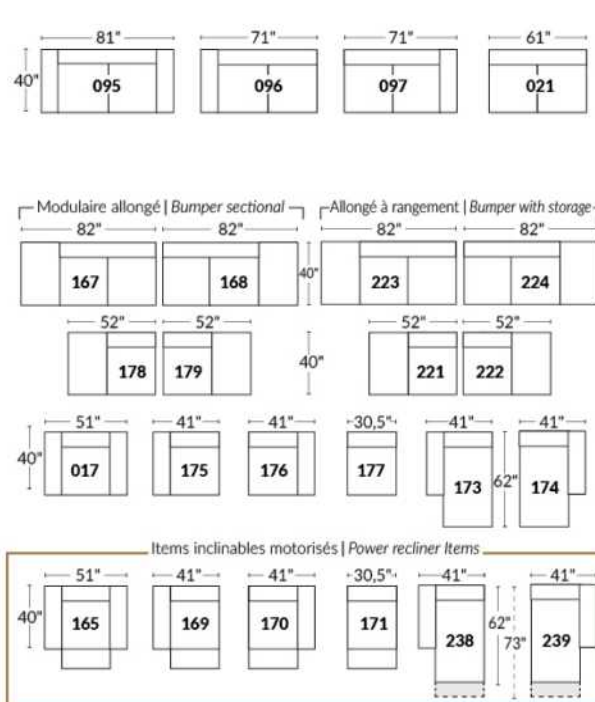 81" 71" 71" 61"
40" 095 096 097 021
Modulaire allongé | Bumper sectional Allongé à rangement | Bumper with storage
82" 82" 82" 82"
167 168 40" 223 224
52" 52" 52" 52"
178 179 40" 221 222
51" 41" 41" 30,5" 41" 41"
40" 017 175 176 177 173 62" 174
Items inclinables motorisés | Power recliner Items
51" 41" 41" 30,5" 41" 41"
40" 165 169 170 171 238 62" 73" 239